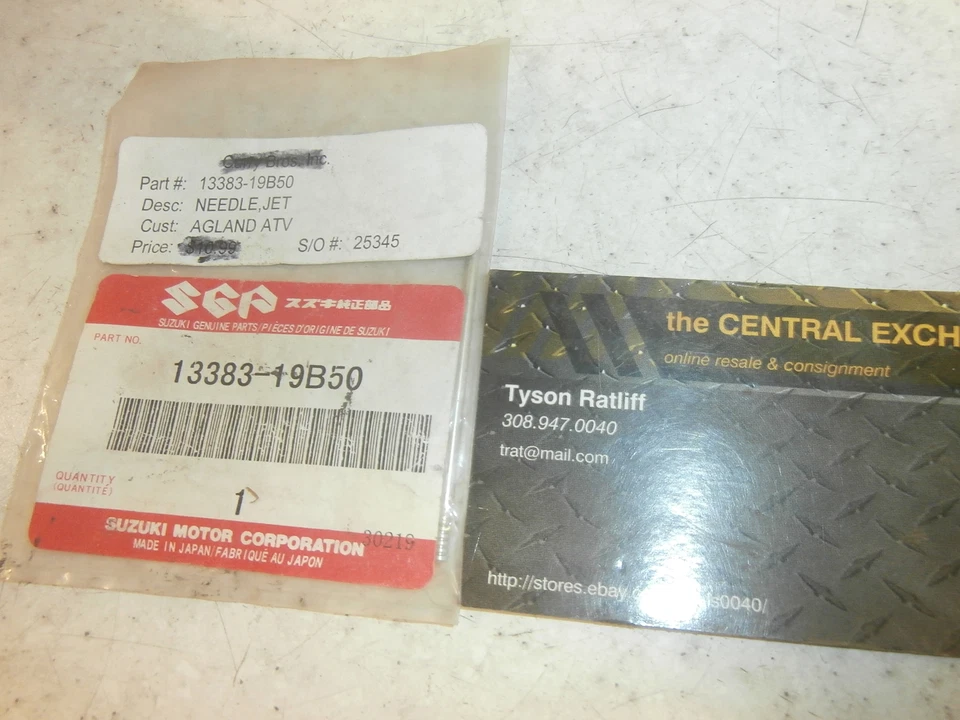 Part #: 13383-19B50
Desc: NEEDLE,JET
Cust: AGLAND ATV
Price: S/O #: 25345
SGP スズキ純正部品
SUZUKI GENUINE PARTS/PIÈCES D'ORIGINE DE SUZUKI
PART NO.
13383-19B50
QUANTITY
(QUANTITÉ)
1
SUZUKI MOTOR CORPORATION 30219
MADE IN JAPAN/FABRIQUÉ AU JAPON
the CENTRAL EXCH
online resale & consignment
Tyson Ratliff
308.947.0040
trat@mail.com
http://stores.ebay